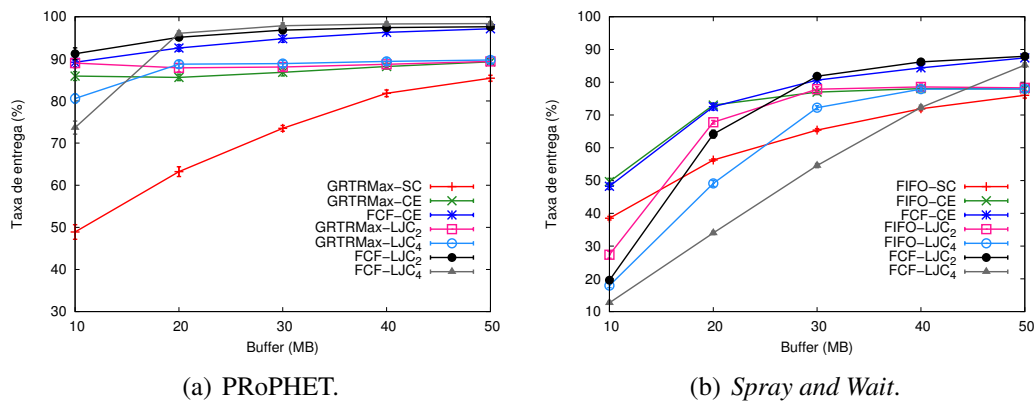 100
90
80
70
60
50
40
30
10
20
30
40
50
Taxa de entrega (%)
Buffer (MB)
GRTRMax-SC
GRTRMax-CE
FCF-CE
GRTRMax-LJC₂
GRTRMax-LJC₄
FCF-LJC₂
FCF-LJC₄
(a) PRoPHET.
100
90
80
70
60
50
40
30
20
10
10
20
30
40
50
Taxa de entrega (%)
Buffer (MB)
FIFO-SC
FIFO-CE
FCF-CE
FIFO-LJC₂
FIFO-LJC₄
FCF-LJC₂
FCF-LJC₄
(b) Spray and Wait.